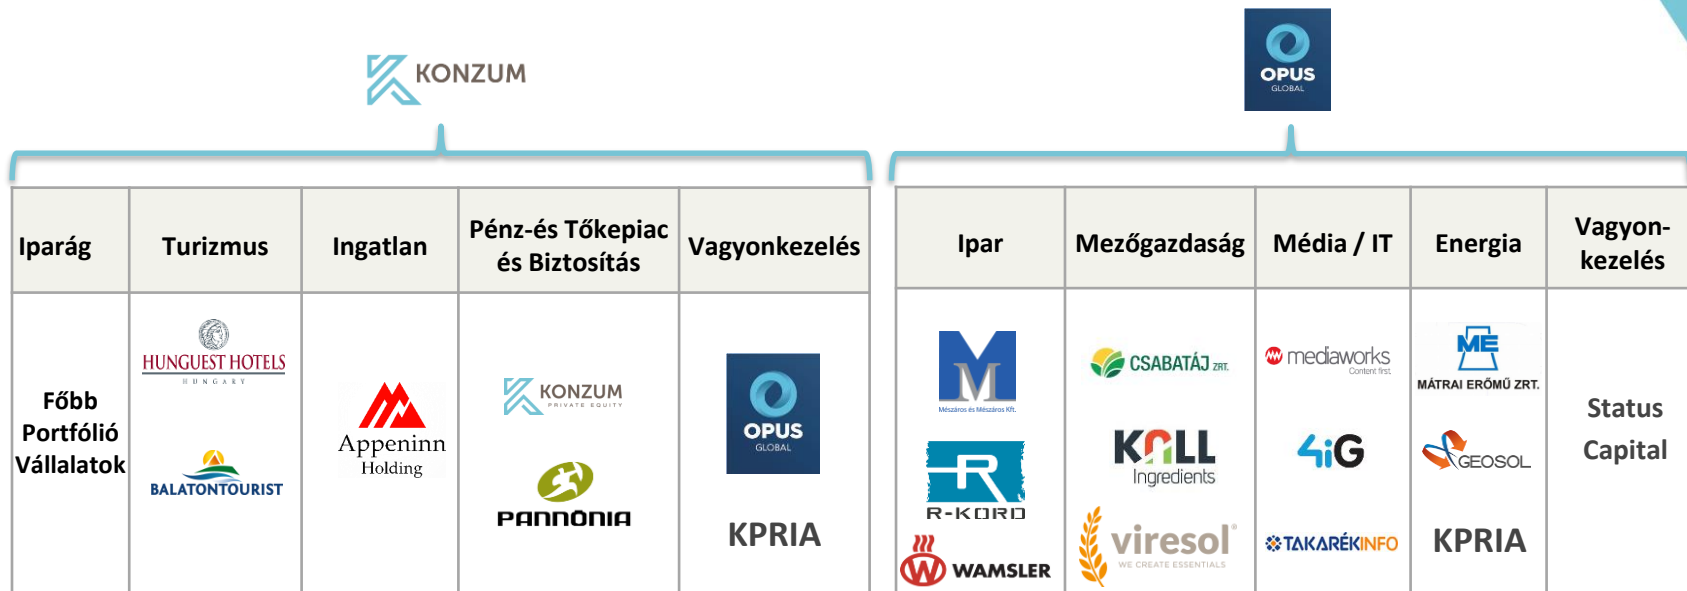 KONZUM
OPUS
GLOBAL
Iparág
Turizmus
Ingatlan
Pénz-és Tőkepiac
és Biztosítás
Vagyonkezelés
Ipar
Mezőgazdaság
Média / IT
Energia
Vagyon-
kezelés
Főbb
Portfólió
Vállalatok
HUNGUEST HOTELS
HUNGARY
BALATONTOURIST
Appeninn
Holding
KONZUM
PRIVATE EQUITY
PANNÓNIA
OPUS
GLOBAL
KPRIA
M
Mészáros és Mészáros Kft.
R
R-KORD
W WAMSLER
CSABATÁJ ZRT.
KALL
Ingredients
viresol®
WE CREATE ESSENTIALS
mediaworks
Content first.
4iG
TAKARÉKINFO
ME
MÁTRAI ERŐMŰ ZRT.
GEOSOL
KPRIA
Status
Capital